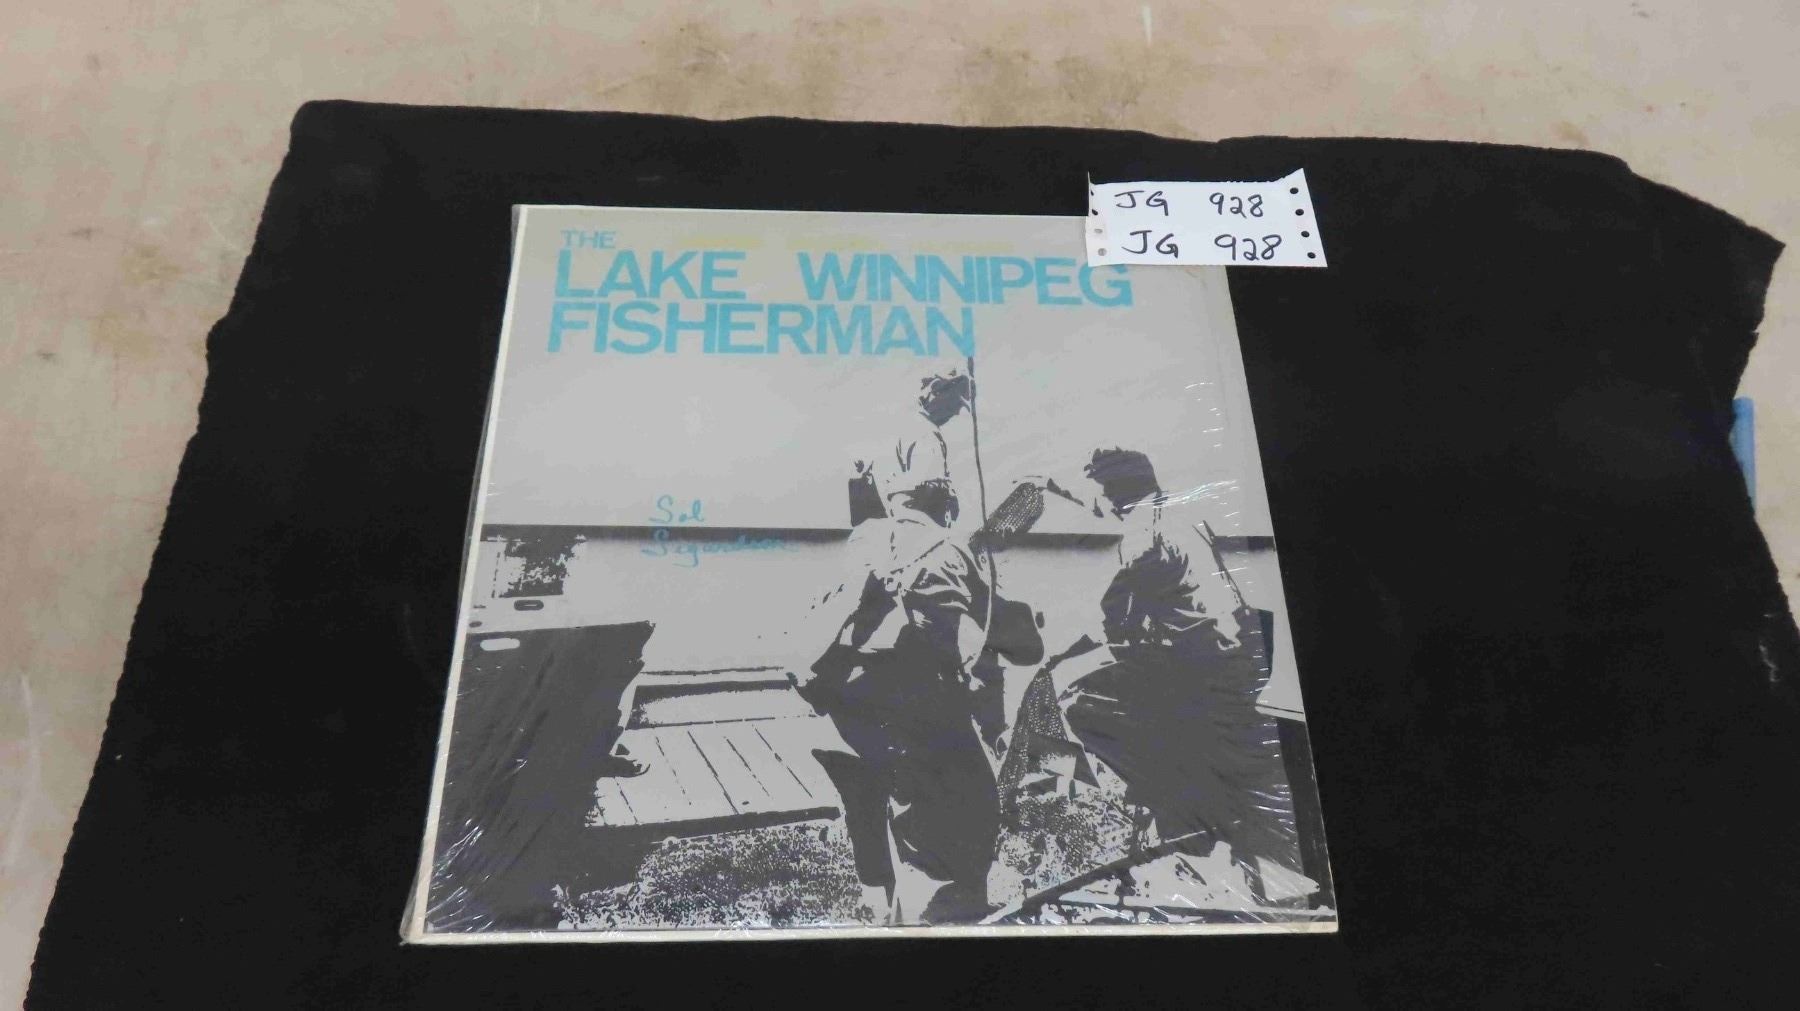 JG 928
JG 928
THE
LAKE WINNIPEG
FISHERMAN
Sol
Sigurdson